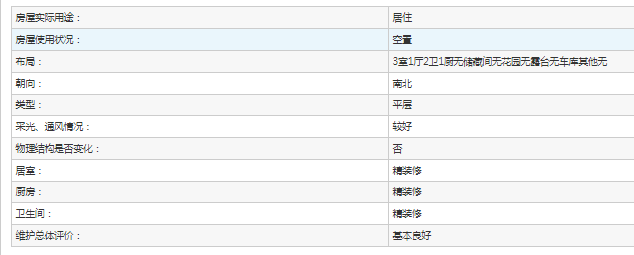 房屋实际用途： 居住
房屋使用状况： 空置
布局： 3室1厅2卫1厨无储藏间无花园无露台无车库其他无
朝向： 南北
类型： 平层
采光、通风情况： 较好
物理结构是否变化： 否
居室： 精装修
厨房： 精装修
卫生间： 精装修
维护总体评价： 基本良好